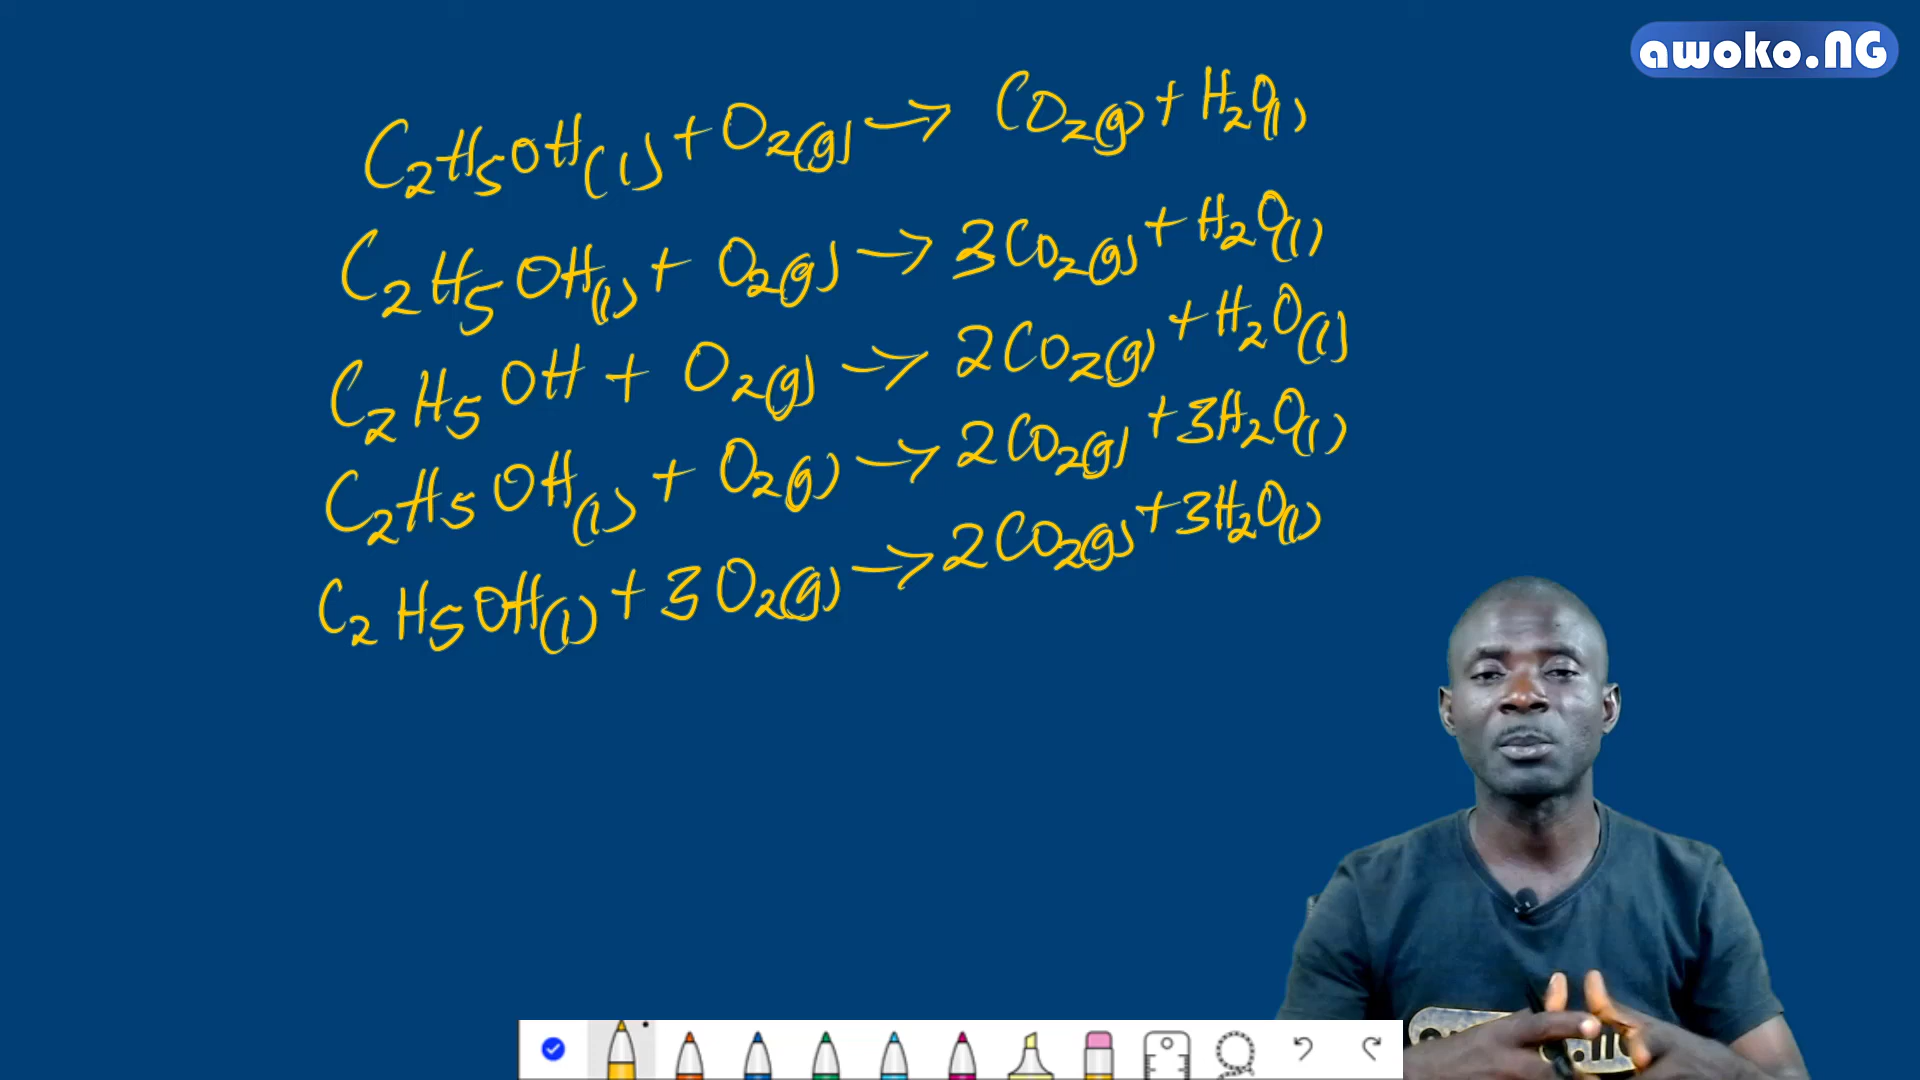 awoko.NG
C₂H₅OH(l) + O₂(g) → CO₂(g) + H₂O(l)
C₂H₅OH(l) + O₂(g) → 3CO₂(g) + H₂O(l)
C₂H₅OH + O₂(g) → 2CO₂(g) + H₂O(l)
C₂H₅OH(l) + O₂(g) → 2CO₂(g) + 3H₂O(l)
C₂H₅OH(l) + 3O₂(g) → 2CO₂(g) + 3H₂O(l)